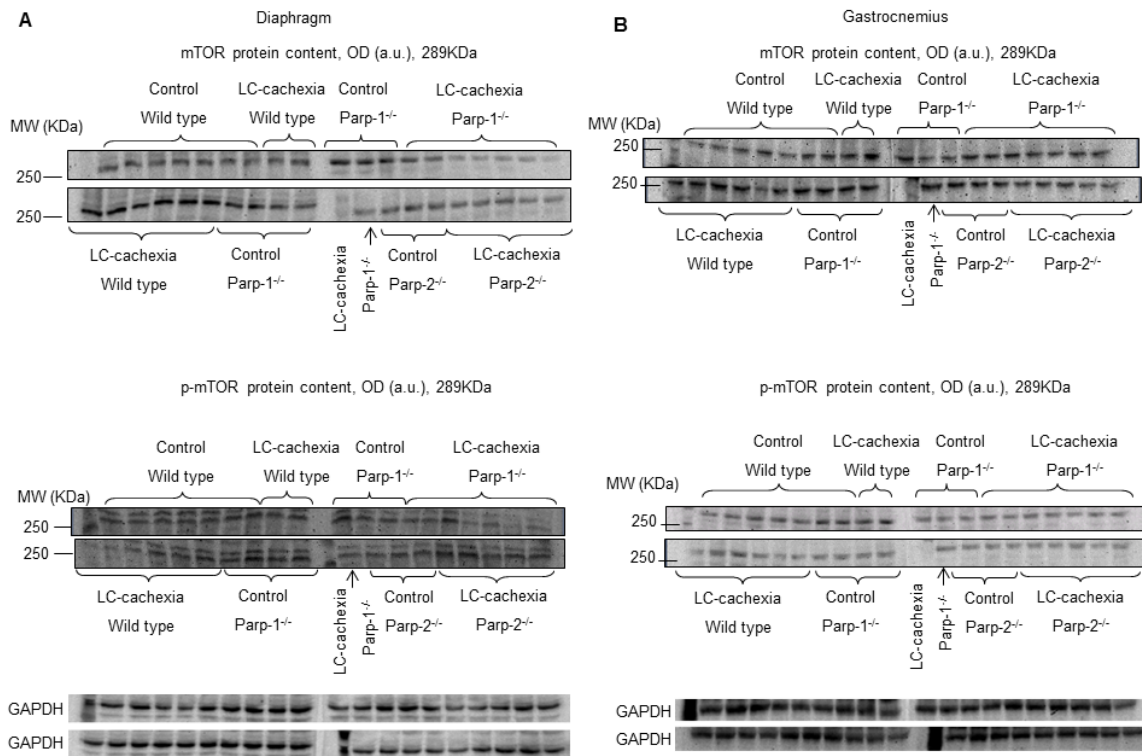 A
Diaphragm
mTOR protein content, OD (a.u.), 289KDa
Control LC-cachexia Control LC-cachexia
Wild type Wild type Parp-1-/- Parp-1-/-
MW (KDa)
250
250
LC-cachexia Control LC-cachexia Parp-1-/- Control LC-cachexia
Wild type Parp-1-/- Parp-2-/- Parp-2-/-
p-mTOR protein content, OD (a.u.), 289KDa
Control LC-cachexia Control LC-cachexia
Wild type Wild type Parp-1-/- Parp-1-/-
MW (KDa)
250
250
LC-cachexia Control LC-cachexia Parp-1-/- Control LC-cachexia
Wild type Parp-1-/- Parp-2-/- Parp-2-/-
GAPDH
GAPDH
B
Gastrocnemius
mTOR protein content, OD (a.u.), 289KDa
Control LC-cachexia Control LC-cachexia
Wild type Wild type Parp-1-/- Parp-1-/-
MW (KDa)
250
250
LC-cachexia Control LC-cachexia Parp-1-/- Control LC-cachexia
Wild type Parp-1-/- Parp-2-/- Parp-2-/-
p-mTOR protein content, OD (a.u.), 289KDa
Control LC-cachexia Control LC-cachexia
Wild type Wild type Parp-1-/- Parp-1-/-
MW (KDa)
250
250
LC-cachexia Control LC-cachexia Parp-1-/- Control LC-cachexia
Wild type Parp-1-/- Parp-2-/- Parp-2-/-
GAPDH
GAPDH